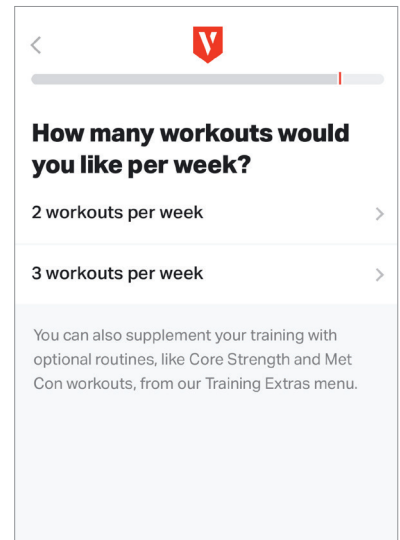 How many workouts would
you like per week?
2 workouts per week
3 workouts per week
You can also supplement your training with
optional routines, like Core Strength and Met
Con workouts, from our Training Extras menu.